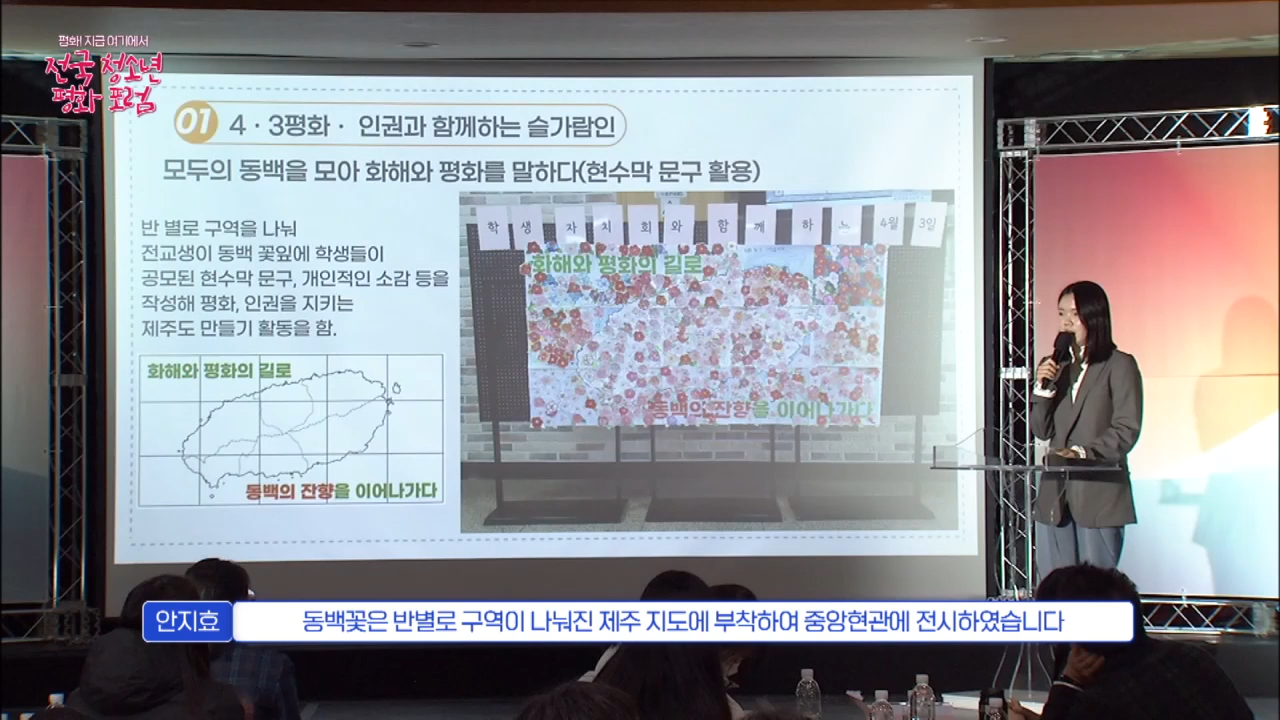 평화! 지금 여기에서
전국 청소년
평화 포럼
01 4·3평화· 인권과 함께하는 슬가람인
모두의 동백을 모아 화해와 평화를 말하다(현수막 문구 활용)
반 별로 구역을 나눠
전교생이 동백 꽃잎에 학생들이
공모된 현수막 문구, 개인적인 소감 등을
작성해 평화, 인권을 지키는
제주도 만들기 활동을 함.
화해와 평화의 길로
동백의 잔향을 이어나가다
학생자치회와 함께하는 4월 3일
화해와 평화의 길로
동백의 잔향을 이어나가다
안지효
동백꽃은 반별로 구역이 나눠진 제주 지도에 부착하여 중앙현관에 전시하였습니다